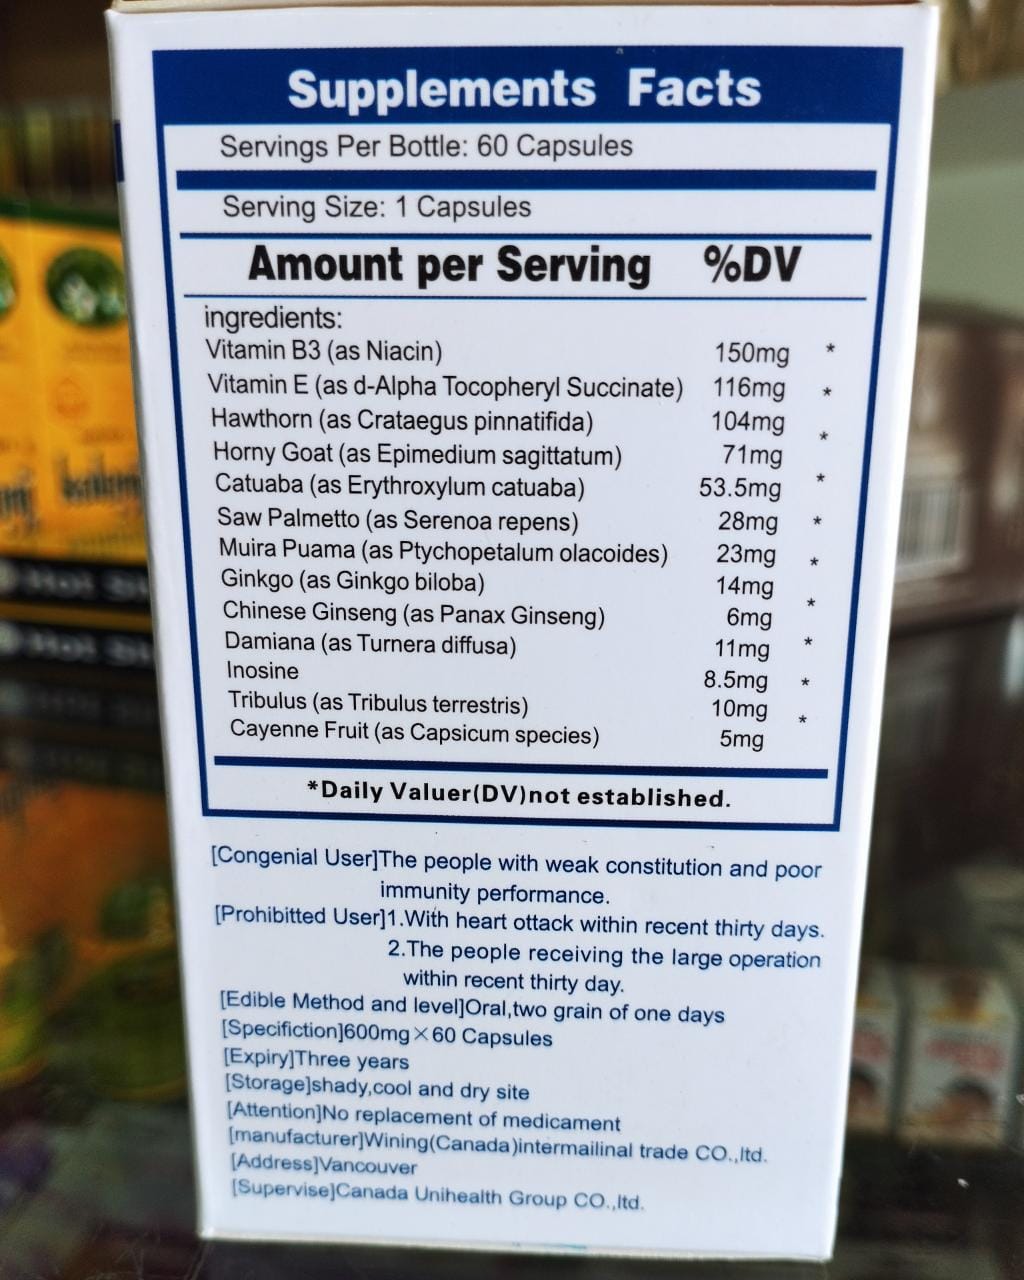 Supplements Facts
Servings Per Bottle: 60 Capsules
Serving Size: 1 Capsules
Amount per Serving %DV
ingredients:
Vitamin B3 (as Niacin) 150mg *
Vitamin E (as d-Alpha Tocopheryl Succinate) 116mg *
Hawthorn (as Crataegus pinnatifida) 104mg *
Horny Goat (as Epimedium sagittatum) 71mg
Catuaba (as Erythroxylum catuaba) 53.5mg *
Saw Palmetto (as Serenoa repens) 28mg *
Muira Puama (as Ptychopetalum olacoides) 23mg *
Ginkgo (as Ginkgo biloba) 14mg *
Chinese Ginseng (as Panax Ginseng) 6mg
Damiana (as Turnera diffusa) 11mg *
Inosine 8.5mg *
Tribulus (as Tribulus terrestris) 10mg *
Cayenne Fruit (as Capsicum species) 5mg
*Daily Valuer(DV)not established.
[Congenial User]The people with weak constitution and poor
immunity performance.
[Prohibitted User]1.With heart ottack within recent thirty days.
2.The people receiving the large operation
within recent thirty day.
[Edible Method and level]Oral,two grain of one days
[Specifiction]600mg×60 Capsules
[Expiry]Three years
[Storage]shady,cool and dry site
[Attention]No replacement of medicament
[manufacturer]Wining(Canada)intermailinal trade CO.,ltd.
[Address]Vancouver
[Supervise]Canada Unihealth Group CO.,ltd.